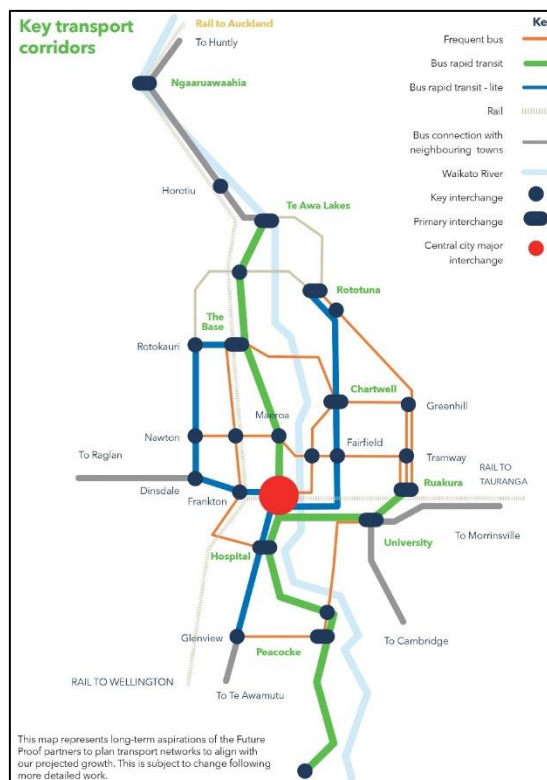 Key transport
corridors
Rail to Auckland
To Huntly
Ngaaruawaahia
Horotiu
Te Awa Lakes
Rototuna
The
Base
Rotokauri
Chartwell
Greenhill
Maeroa
Nawton
Fairfield
Tramway
To Raglan
RAIL TO
TAURANGA
Dinsdale
Frankton
Ruakura
University
To Morrinsville
Hospital
To Cambridge
Glenview
Peacocke
RAIL TO WELLINGTON
To Te Awamutu
Ke
Frequent bus
Bus rapid transit
Bus rapid transit - lite
Rail
Bus connection with
neighbouring towns
Waikato River
Key interchange
Primary interchange
Central city major
interchange
This map represents long-term aspirations of the Future
Proof partners to plan transport networks to align with
our projected growth. This is subject to change following
more detailed work.